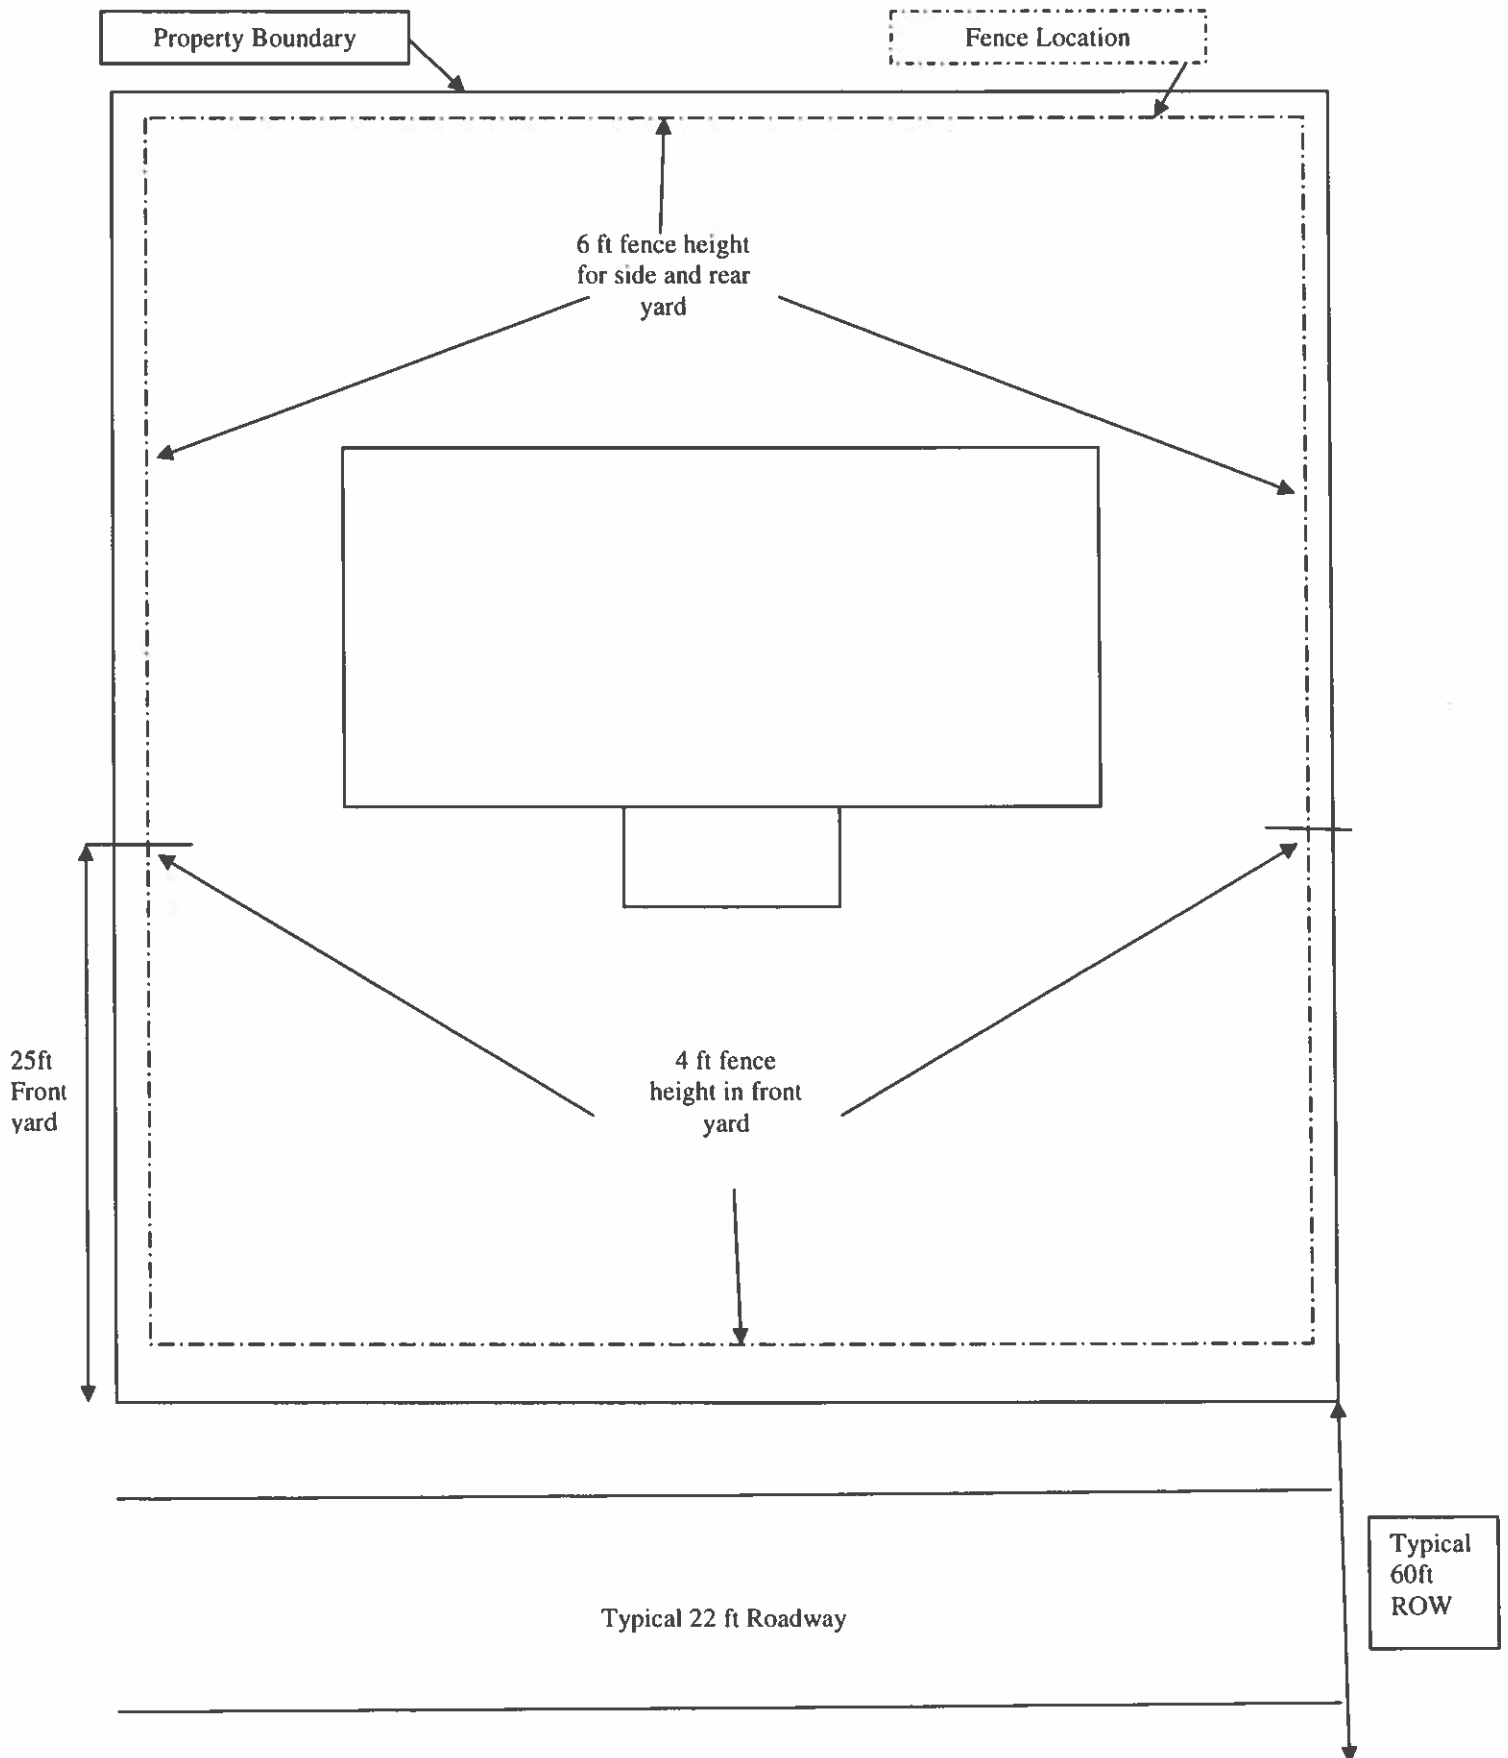 Property Boundary
Fence Location
6 ft fence height
for side and rear
yard
25ft
Front
yard
4 ft fence
height in front
yard
Typical
60ft
ROW
Typical 22 ft Roadway